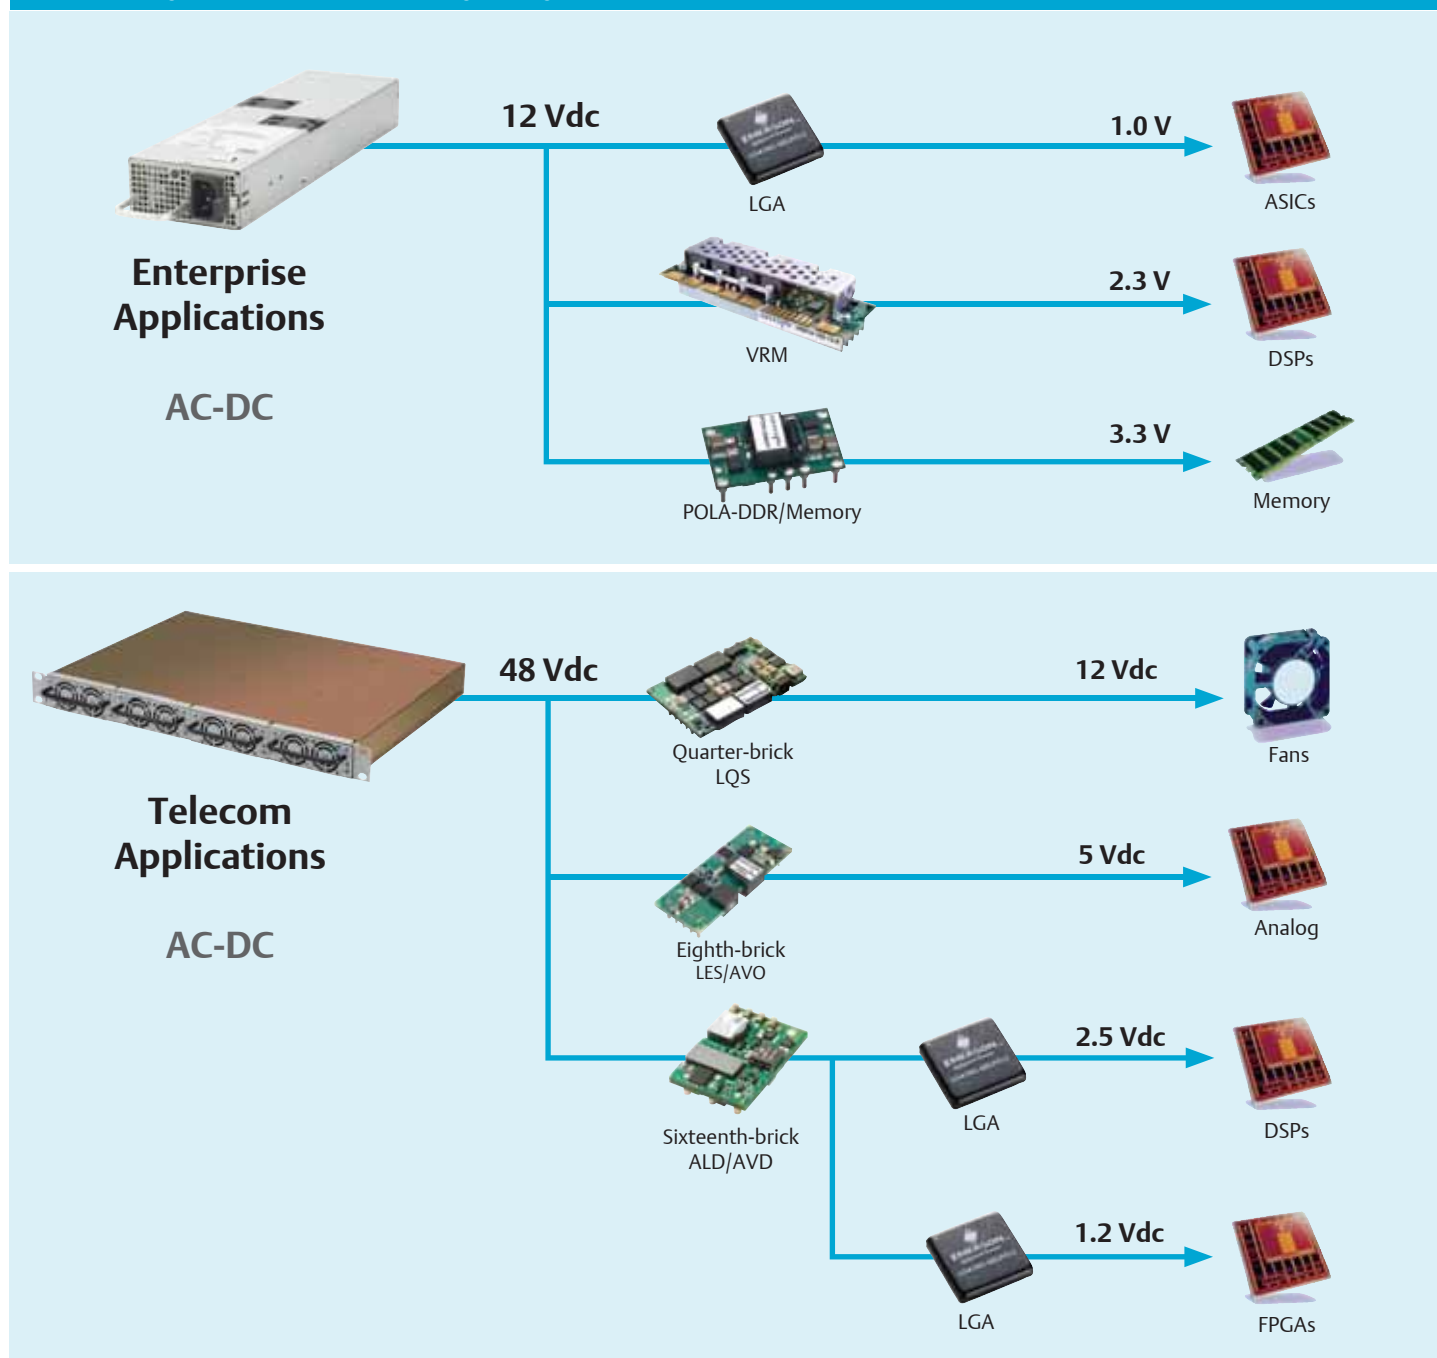 12 Vdc
LGA
1.0 V
ASICs
Enterprise
Applications
AC-DC
VRM
2.3 V
DSPs
POLA-DDR/Memory
3.3 V
Memory
48 Vdc
Quarter-brick
LQS
12 Vdc
Fans
Telecom
Applications
AC-DC
Eighth-brick
LES/AVO
5 Vdc
Analog
Sixteenth-brick
ALD/AVD
LGA
2.5 Vdc
DSPs
LGA
1.2 Vdc
FPGAs